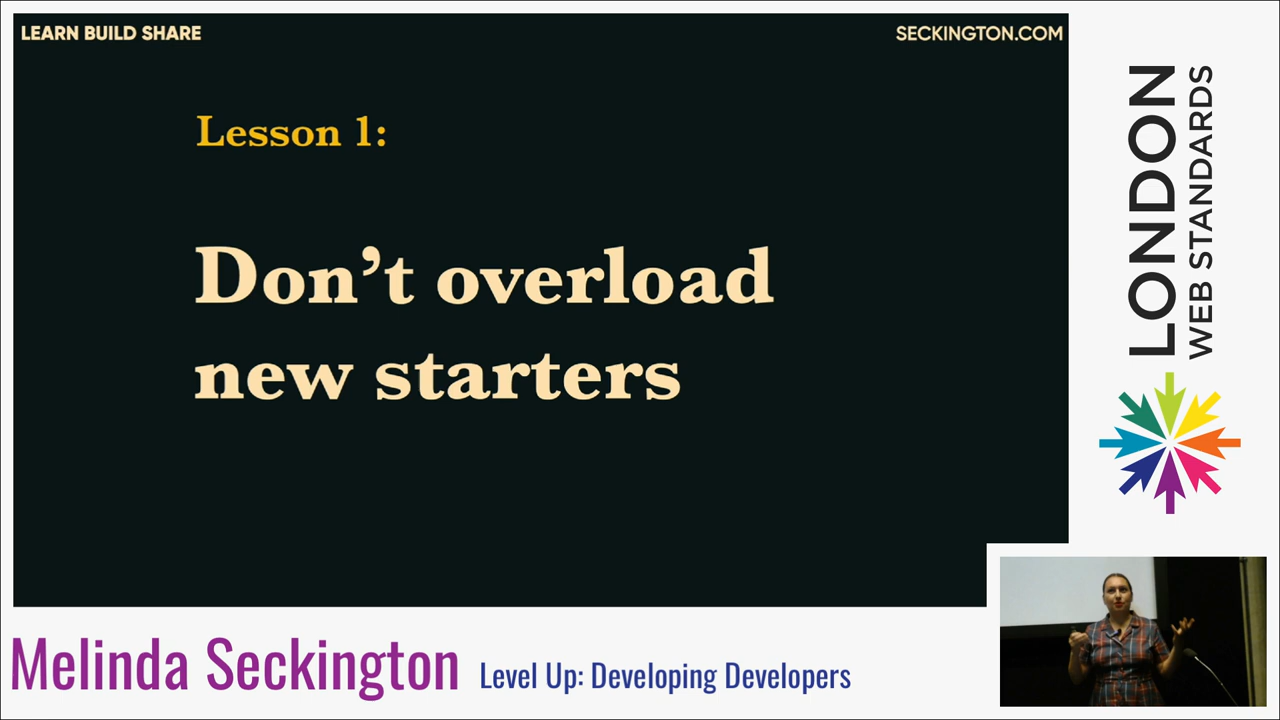 LEARN BUILD SHARE
SECKINGTON.COM
Lesson 1:
Don’t overload
new starters
LONDON
WEB STANDARDS
Melinda Seckington
Level Up: Developing Developers